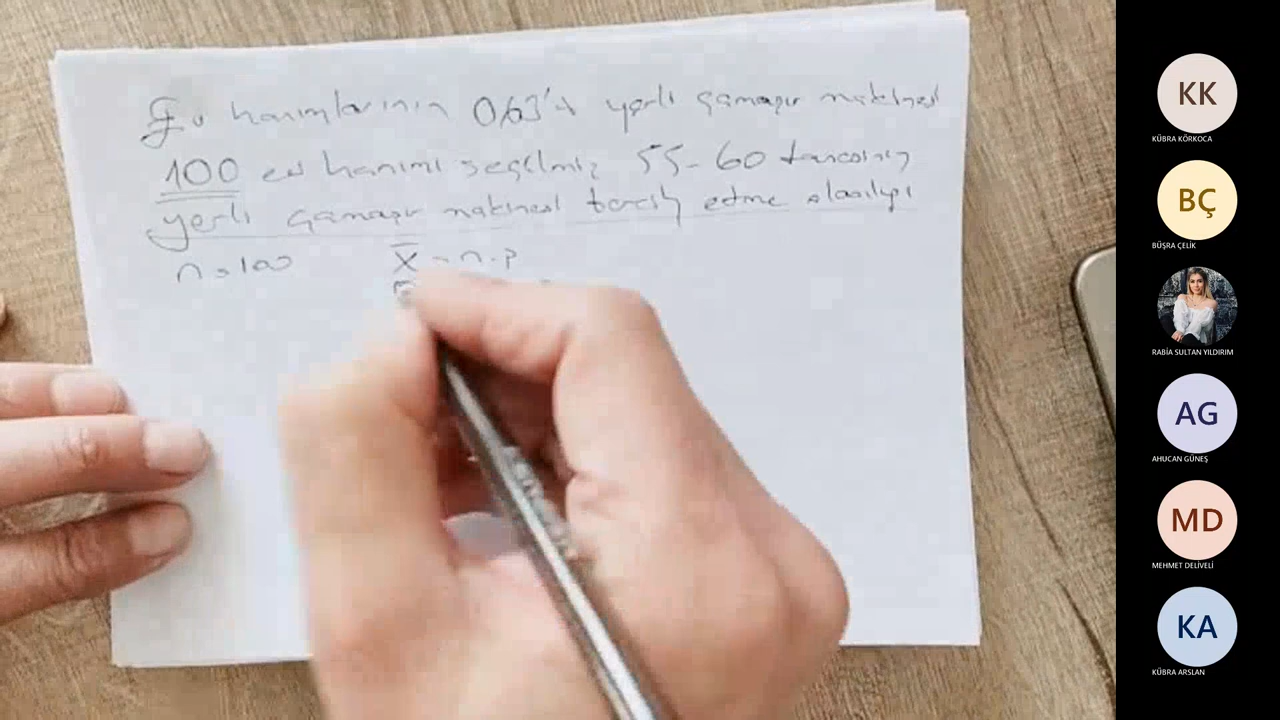 Ev hanımlarının 0,63'ü yerli çamaşır makinesi
100 ev hanımı seçilmiş 55-60 tanesinin
yerli çamaşır makinesi tercih etme olasılığı
n=100
x̄ = n.p
KK
KÜBRA KÖRKOCA
BÇ
BÜŞRA ÇELİK
RABİA SULTAN YILDIRIM
AG
AHUCAN GÜNEŞ
MD
MEHMET DELİVELİ
KA
KÜBRA ARSLAN